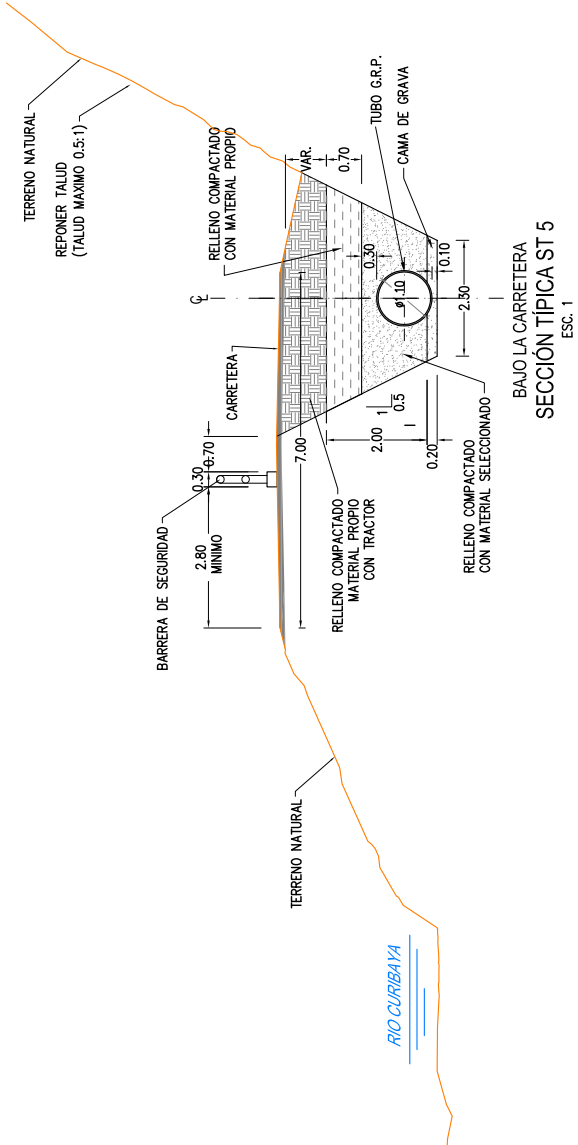 TERRENO NATURAL
REPONER TALUD
(TALUD MAXIMO 0.5:1)
℄
RELLENO COMPACTADO
CON MATERIAL PROPIO
TUBO G.R.P.
CAMA DE GRAVA
VAR.
0.70
0.30
0.10
ø1.10
2.30
CARRETERA
BARRERA DE SEGURIDAD
0.30
0.70
2.80
MINIMO
7.00
1
0.5
2.00
0.20
RELLENO COMPACTADO
MATERIAL PROPIO
CON TRACTOR
RELLENO COMPACTADO
CON MATERIAL SELECCIONADO
TERRENO NATURAL
RIO CURIBAYA
BAJO LA CARRETERA
SECCIÓN TÍPICA ST 5
ESC. 1